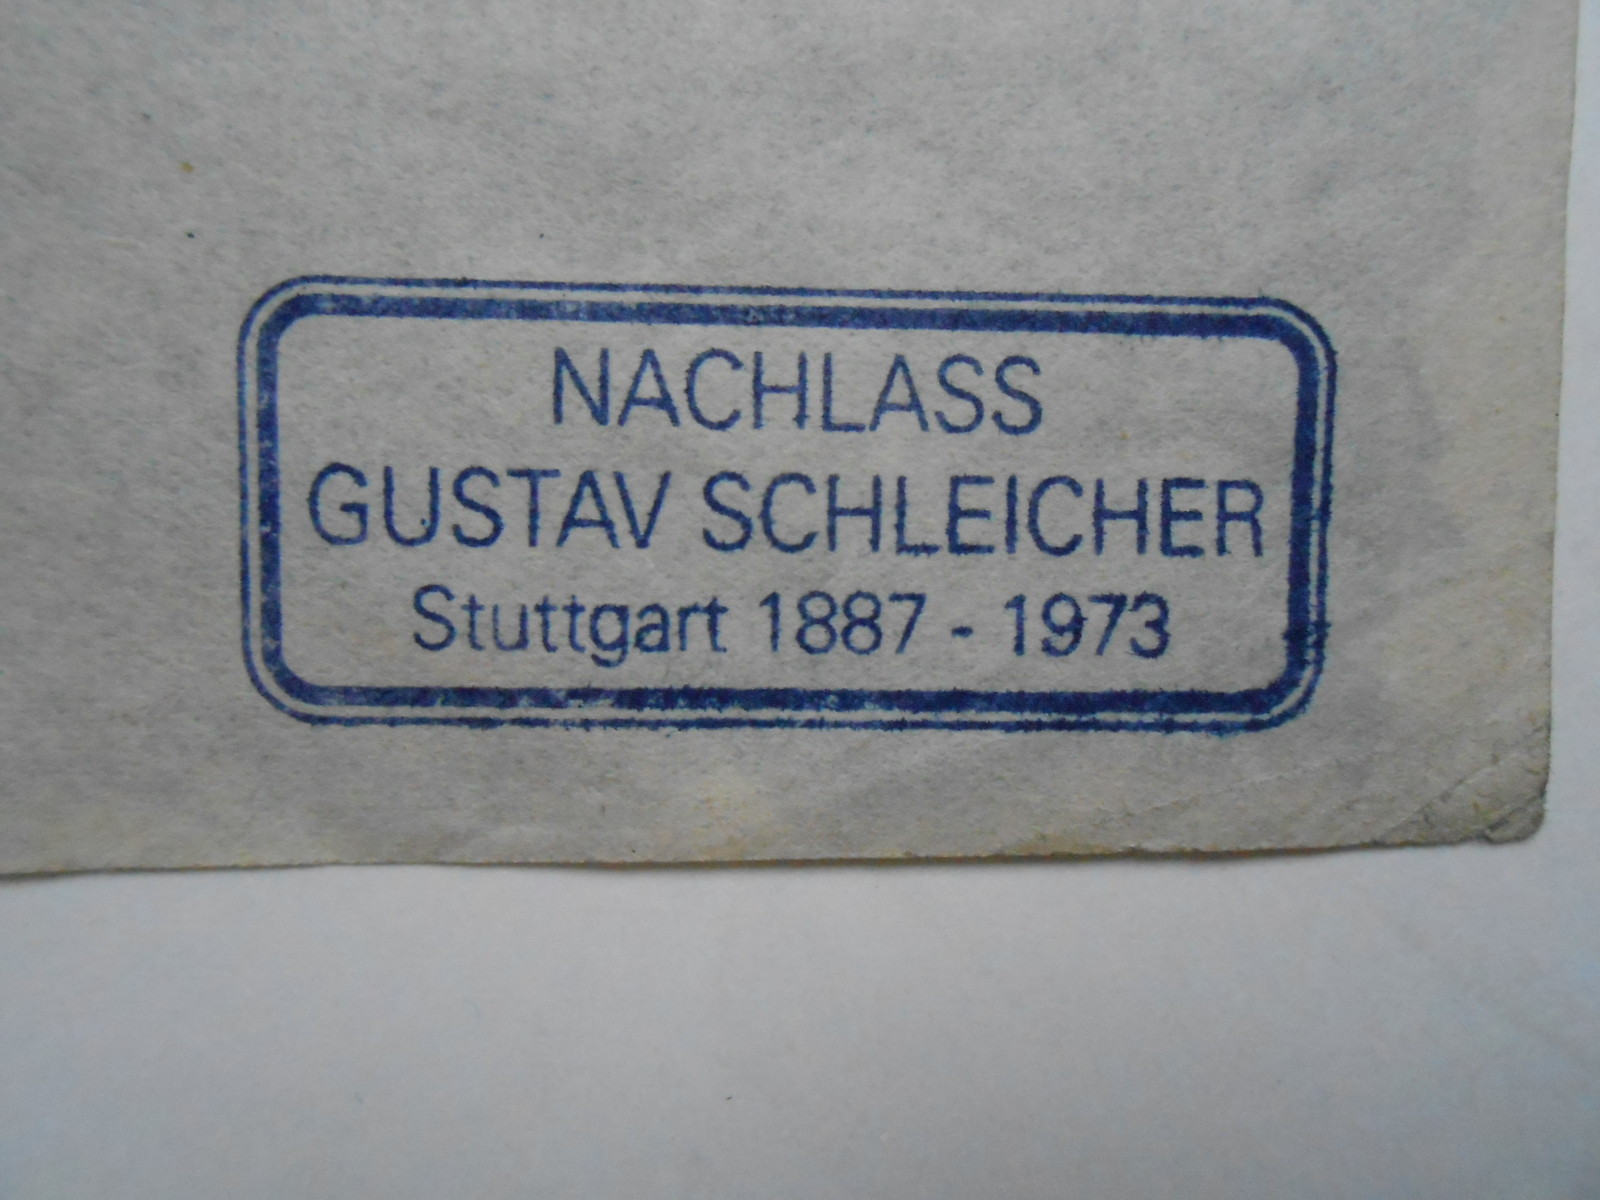 NACHLASS
GUSTAV SCHLEICHER
Stuttgart 1887 - 1973